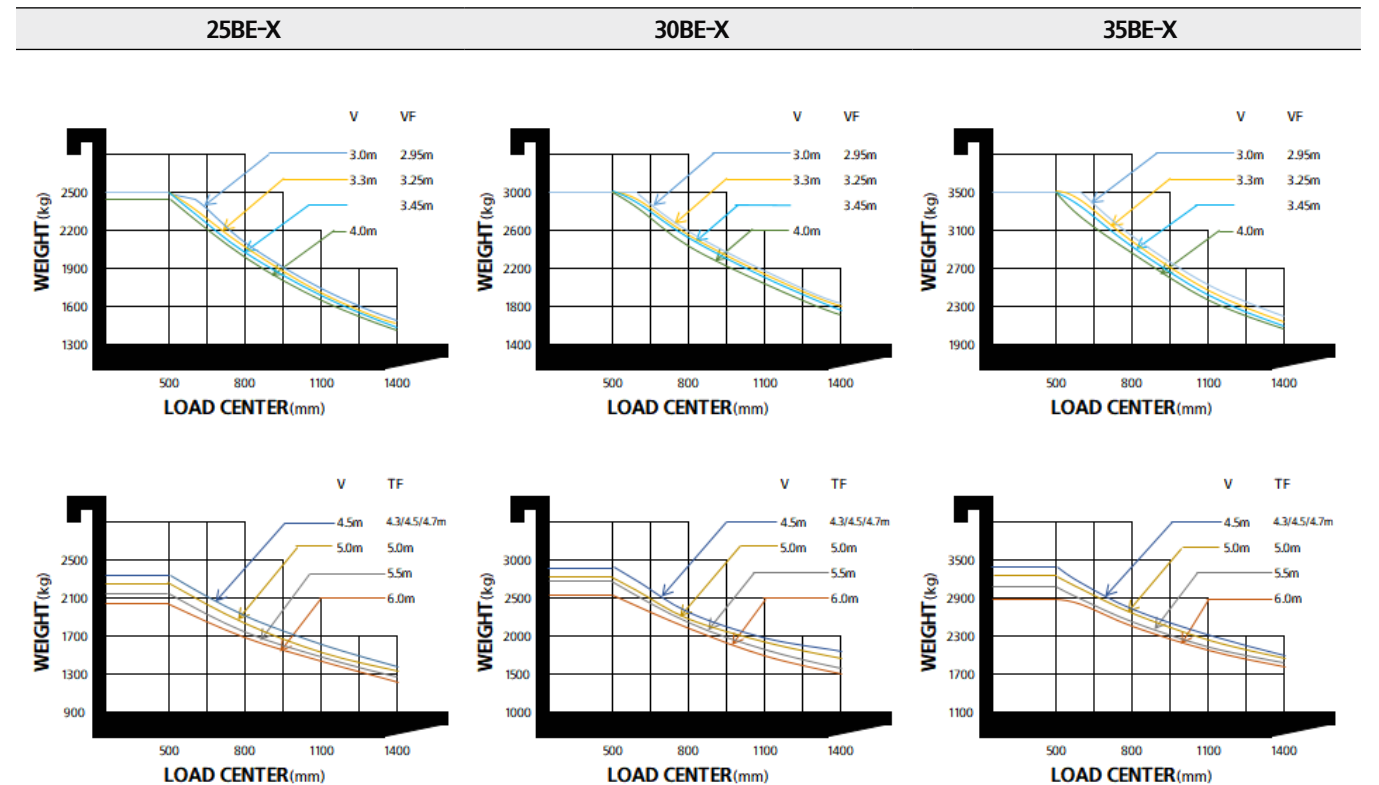 25BE-X 30BE-X 35BE-X
V VF
3.0m 2.95m
3.3m 3.25m
3.45m
4.0m
WEIGHT(kg)
2500
2200
1900
1600
1300
500 800 1100 1400
LOAD CENTER(mm)
V VF
3.0m 2.95m
3.3m 3.25m
3.45m
4.0m
WEIGHT(kg)
3000
2600
2200
1800
1400
500 800 1100 1400
LOAD CENTER(mm)
V VF
3.0m 2.95m
3.3m 3.25m
3.45m
4.0m
WEIGHT(kg)
3500
3100
2700
2300
1900
500 800 1100 1400
LOAD CENTER(mm)
V TF
4.5m 4.3/4.5/4.7m
5.0m 5.0m
5.5m
6.0m
WEIGHT(kg)
2500
2100
1700
1300
900
500 800 1100 1400
LOAD CENTER(mm)
V TF
4.5m 4.3/4.5/4.7m
5.0m 5.0m
5.5m
6.0m
WEIGHT(kg)
3000
2500
2000
1500
1000
500 800 1100 1400
LOAD CENTER(mm)
V TF
4.5m 4.3/4.5/4.7m
5.0m 5.0m
5.5m
6.0m
WEIGHT(kg)
3500
2900
2300
1700
1100
500 800 1100 1400
LOAD CENTER(mm)